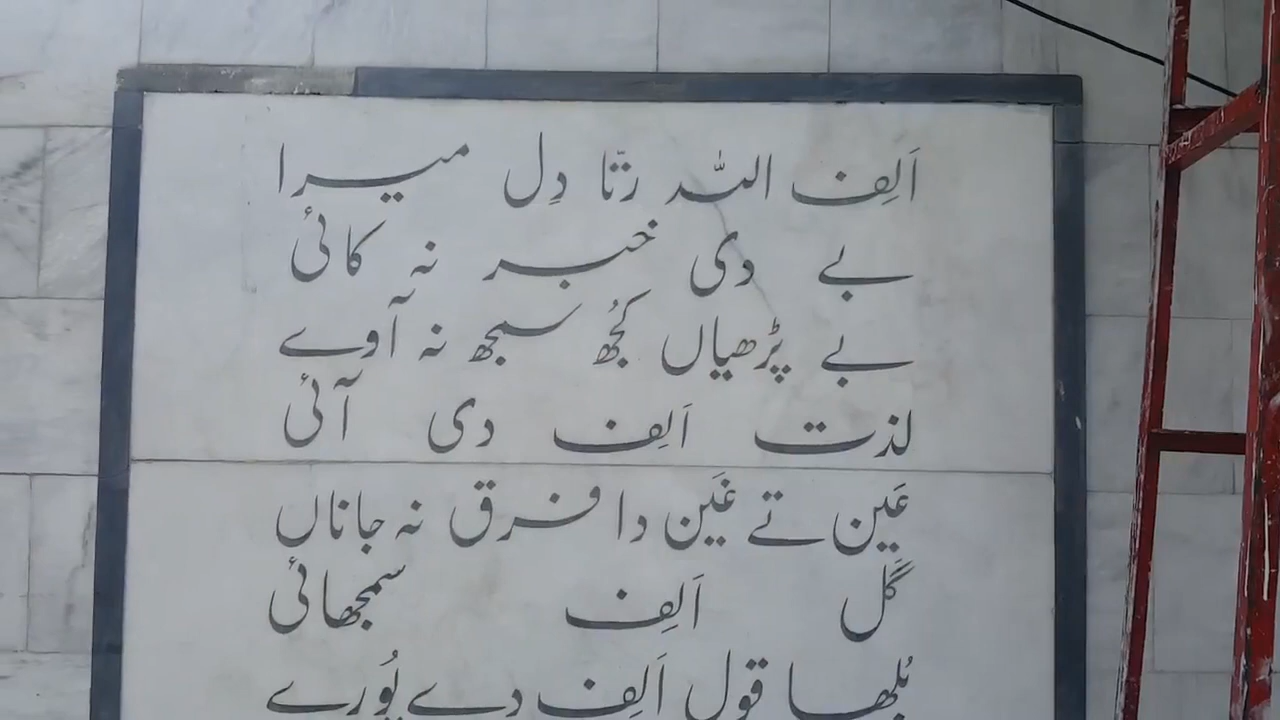 اَلِف اللہ رتّا دِل میرا
بے دی خبر نہ کائی
بے پڑھیاں کُجھ سمجھ نہ آوے
لذت اَلِف دی آئی
عَین تے غَین دا فرق نہ جاناں
گَل اَلِف سمجھائی
بُلھا قول اَلِف دے پُورے